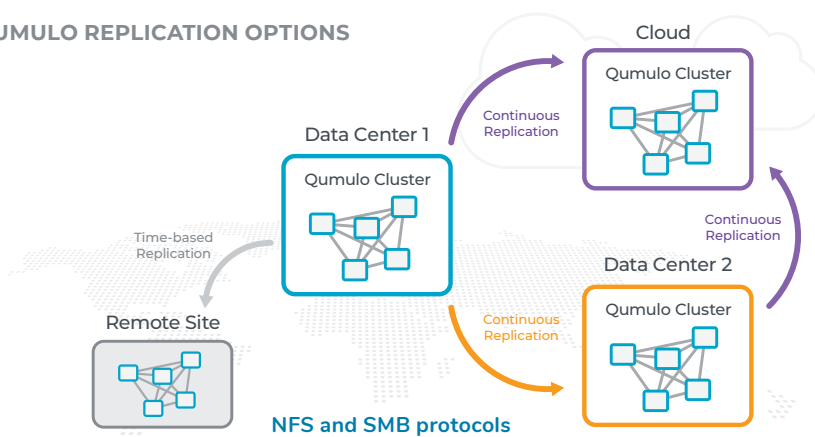 UMULO REPLICATION OPTIONS
Cloud
Qumulo Cluster
Continuous
Replication
Data Center 1
Qumulo Cluster
Continuous
Replication
Time-based
Replication
Data Center 2
Qumulo Cluster
Continuous
Replication
Remote Site
NFS and SMB protocols